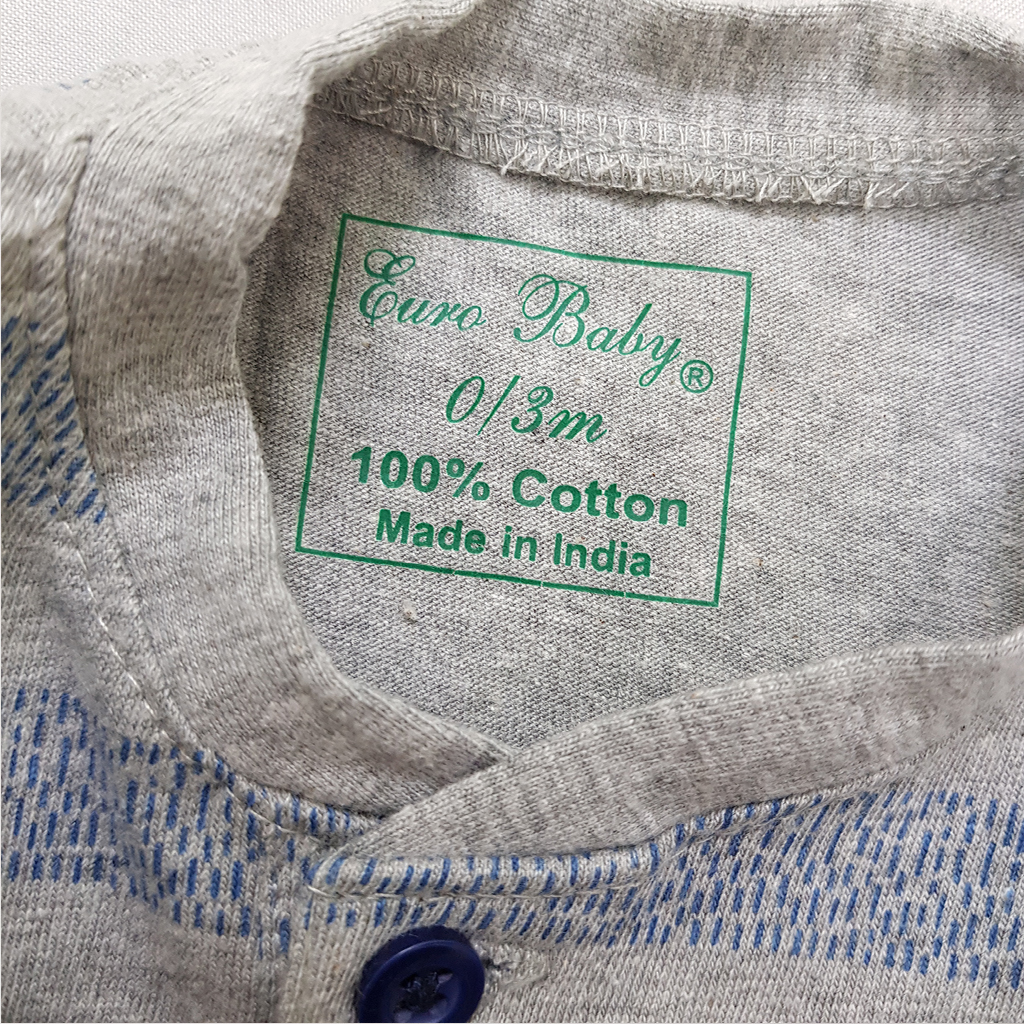 Euro Baby®
0/3m
100% Cotton
Made in India